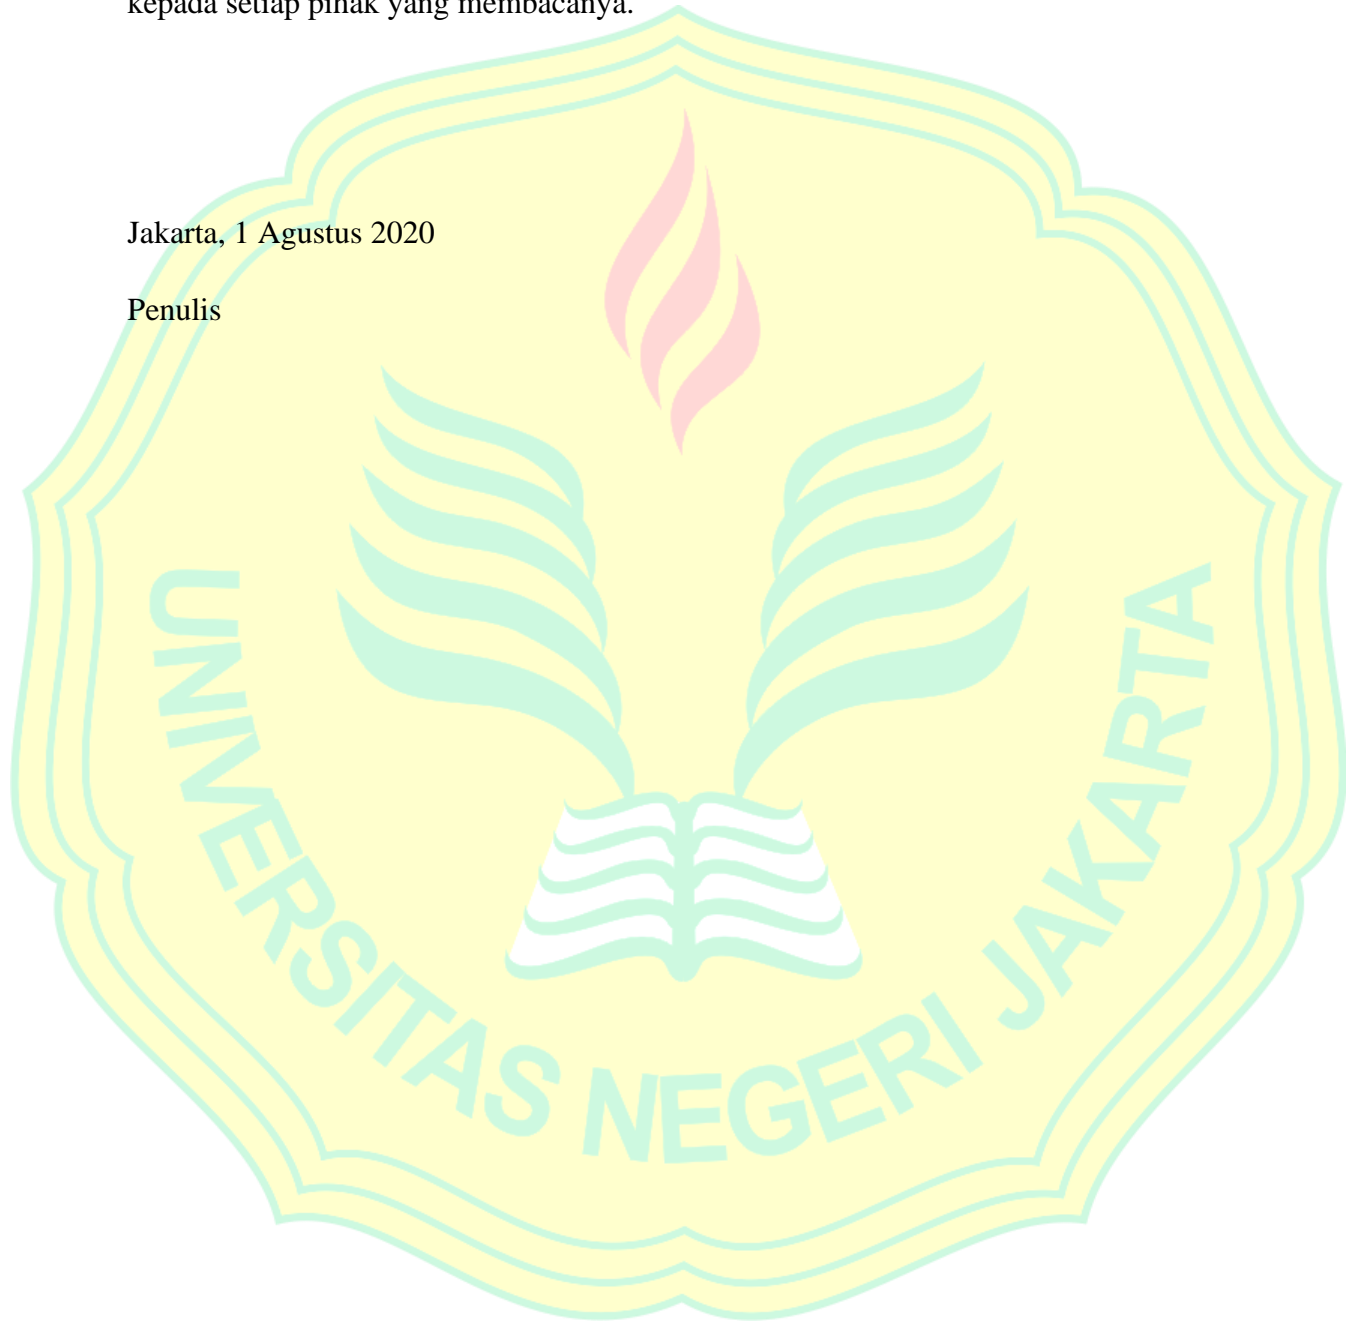 kepada setiap pihak yang membacanya.
Jakarta, 1 Agustus 2020
Penulis
UNIVERSITAS NEGERI JAKARTA